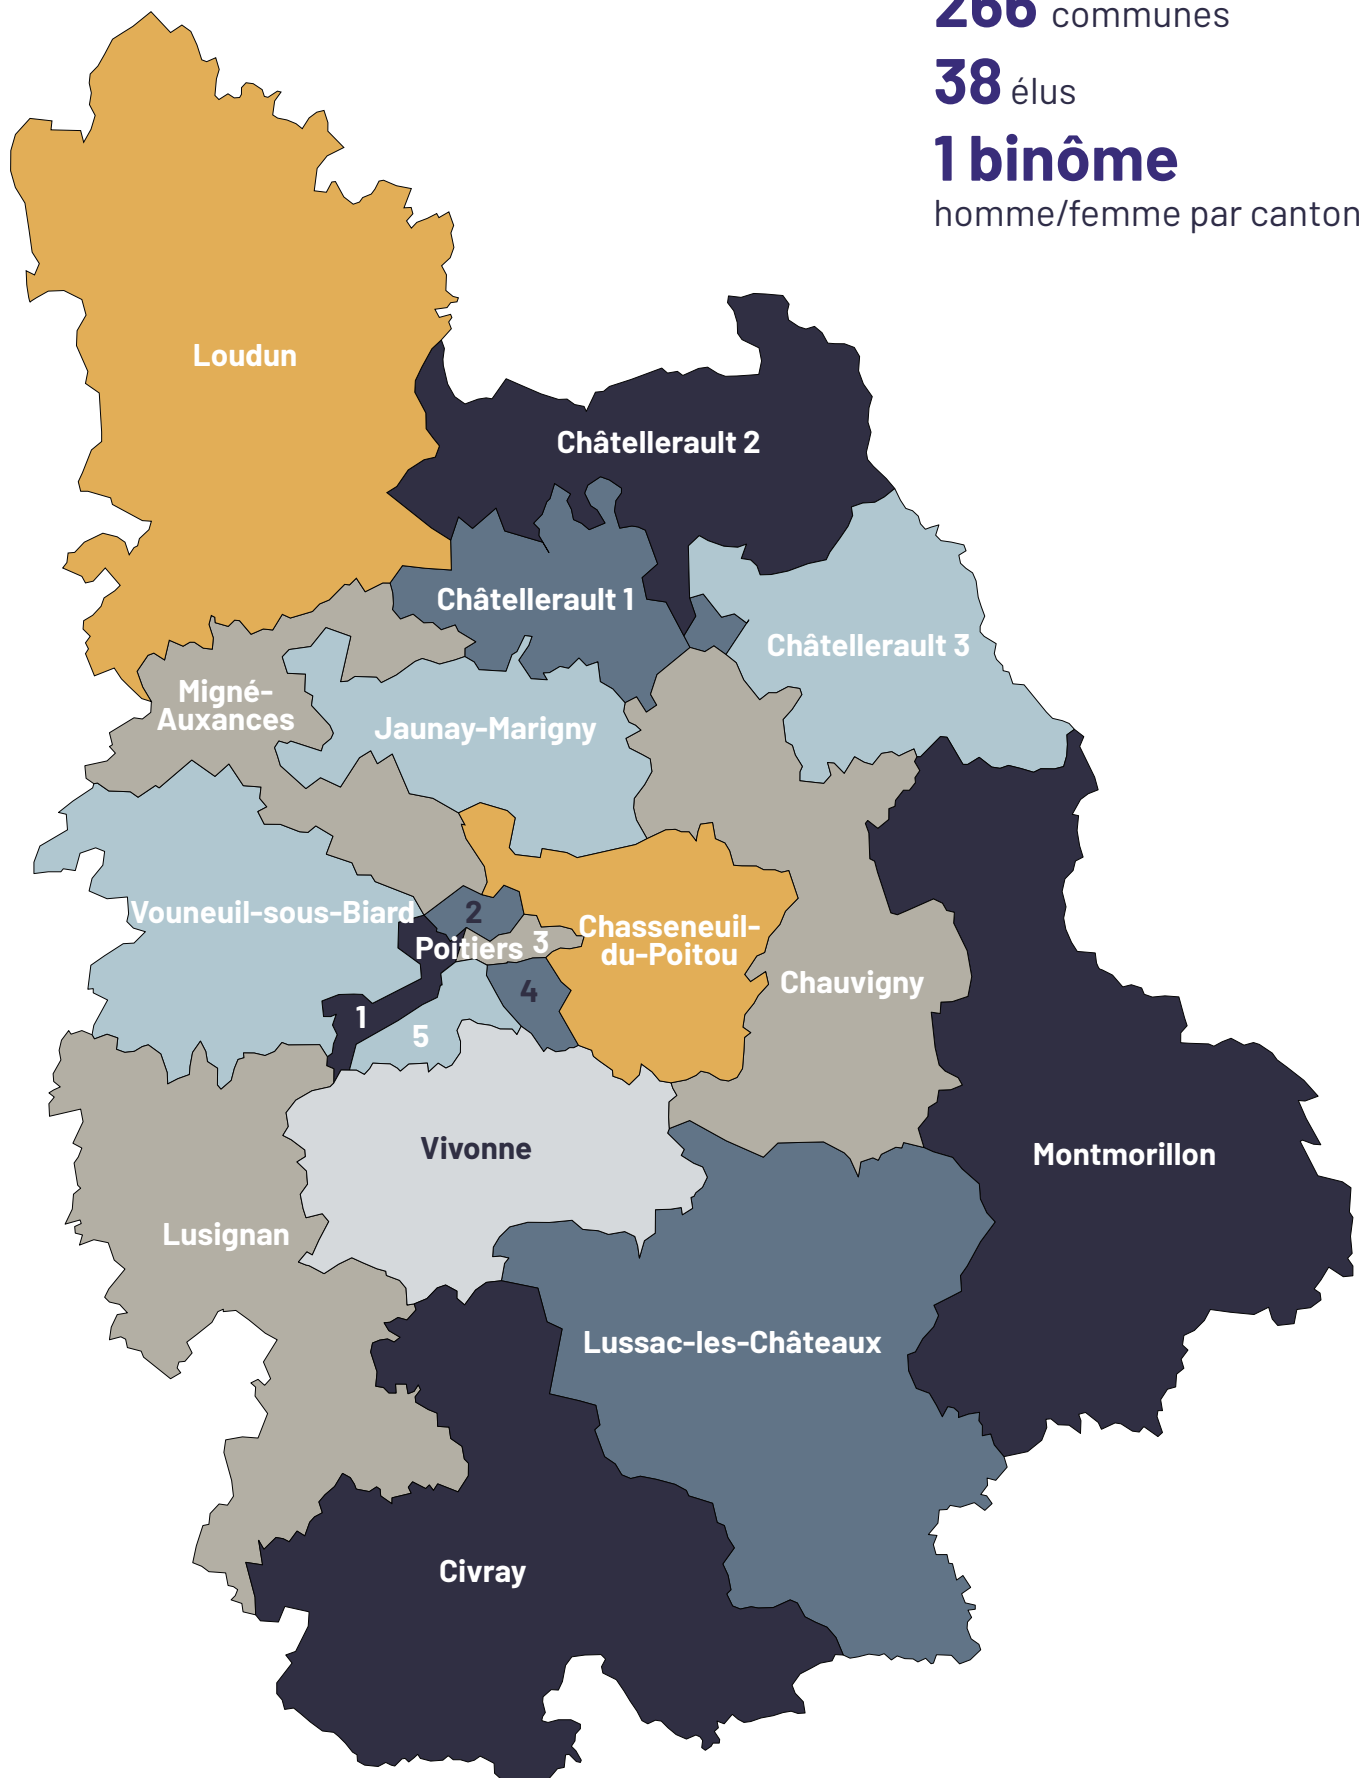 266 communes
38 élus
1 binôme
homme/femme par canton
Loudun
Châtellerault 2
Châtellerault 1
Châtellerault 3
Migné-
Auxances
Jaunay-Marigny
Vouneuil-sous-Biard
2
Poitiers 3
Chasseneuil-
du-Poitou
Chauvigny
4
1
5
Vivonne
Montmorillon
Lusignan
Lussac-les-Châteaux
Civray